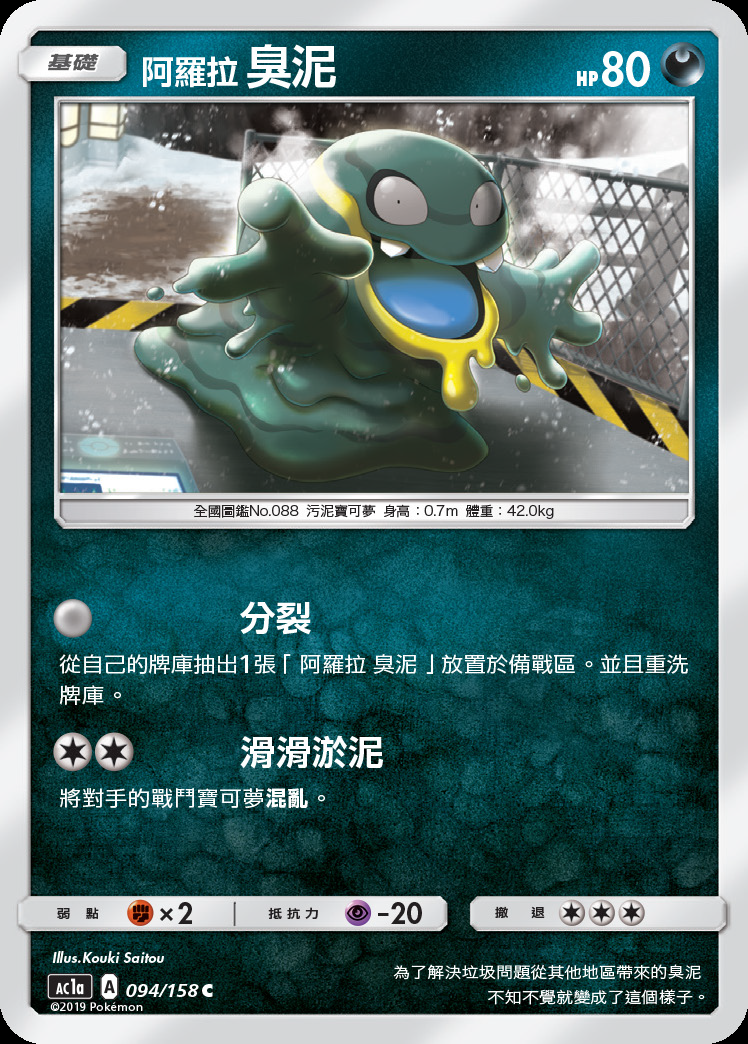 基礎
阿羅拉 臭泥
HP80
全國圖鑑No.088 污泥寶可夢 身高：0.7m 體重：42.0kg
分裂
從自己的牌庫抽出1張「阿羅拉 臭泥」放置於備戰區。並且重洗
牌庫。
滑滑淤泥
將對手的戰鬥寶可夢混亂。
弱點 ×2 抵抗力 -20 撤退
Illus.Kouki Saitou
AC1a A 094/158 C
©2019 Pokémon
為了解決垃圾問題從其他地區帶來的臭泥
不知不覺就變成了這個樣子。